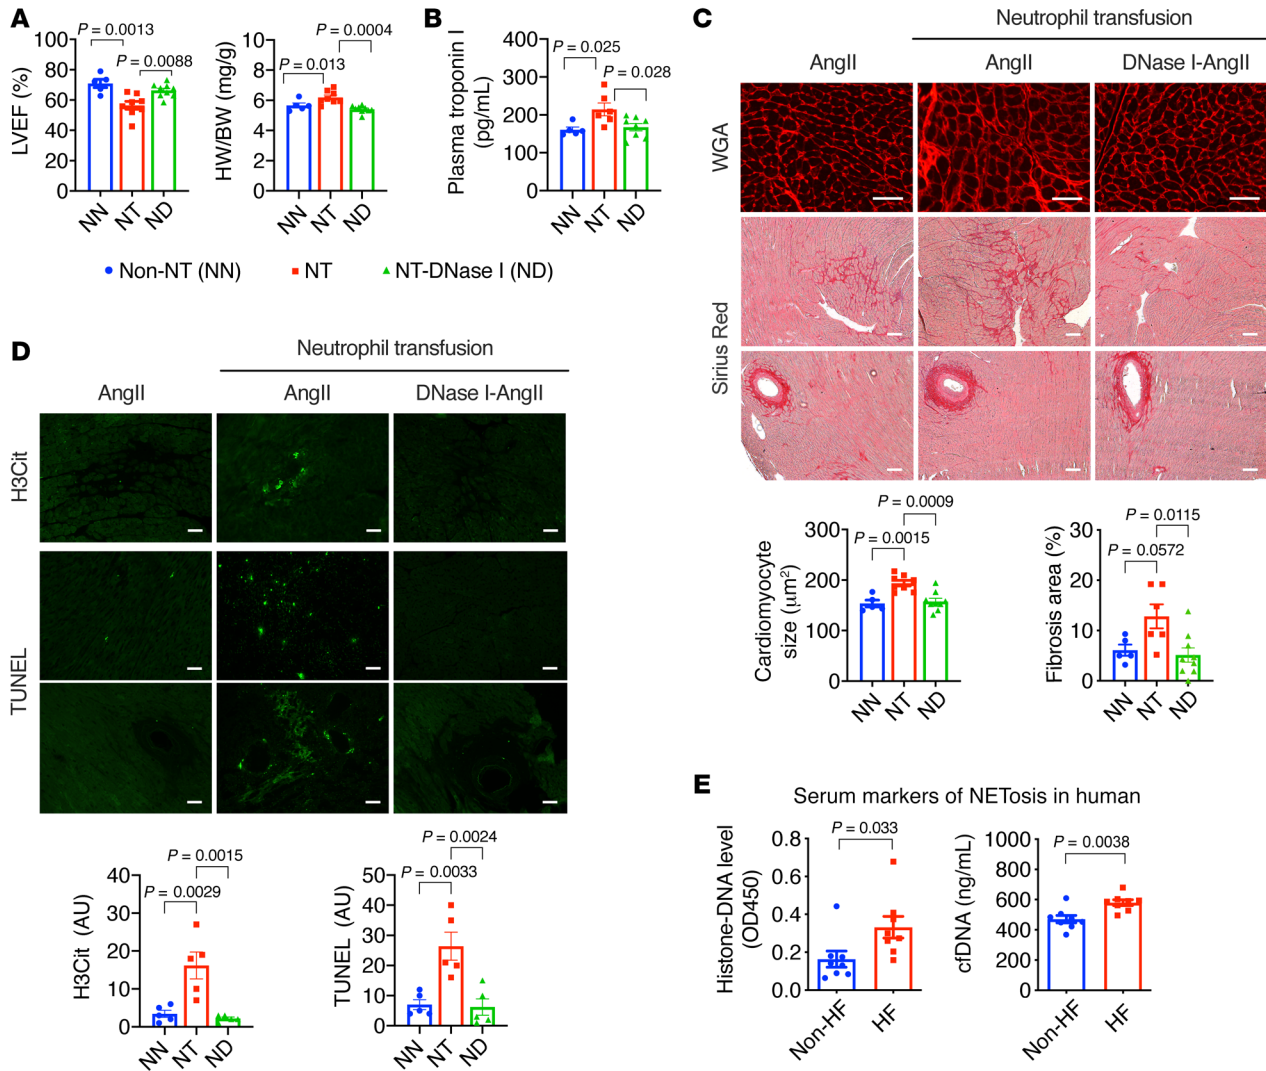 A
LVEF (%)
100
80
60
40
20
0
P = 0.0013
P = 0.0088
NN
NT
ND
HW/BW (mg/g)
10
8
6
4
2
0
P = 0.013
P = 0.0004
NN
NT
ND
B
Plasma troponin I
(pg/mL)
400
300
200
100
0
P = 0.025
P = 0.028
NN
NT
ND
Non-NT (NN)
NT
NT-DNase I (ND)
C
Neutrophil transfusion
AngII
AngII
DNase I-AngII
WGA
Sirius Red
Cardiomyocyte
size (μm²)
300
200
100
0
P = 0.0009
P = 0.0015
NN
NT
ND
Fibrosis area (%)
30
20
10
0
P = 0.0115
P = 0.0572
NN
NT
ND
D
Neutrophil transfusion
AngII
AngII
DNase I-AngII
H3Cit
TUNEL
H3Cit (AU)
40
30
20
10
0
P = 0.0015
P = 0.0029
NN
NT
ND
TUNEL (AU)
50
40
30
20
10
0
P = 0.0024
P = 0.0033
NN
NT
ND
E
Serum markers of NETosis in human
Histone-DNA level
(OD450)
0.8
0.6
0.4
0.2
0.0
P = 0.033
Non-HF
HF
cfDNA (ng/mL)
1000
800
600
400
200
0
P = 0.0038
Non-HF
HF